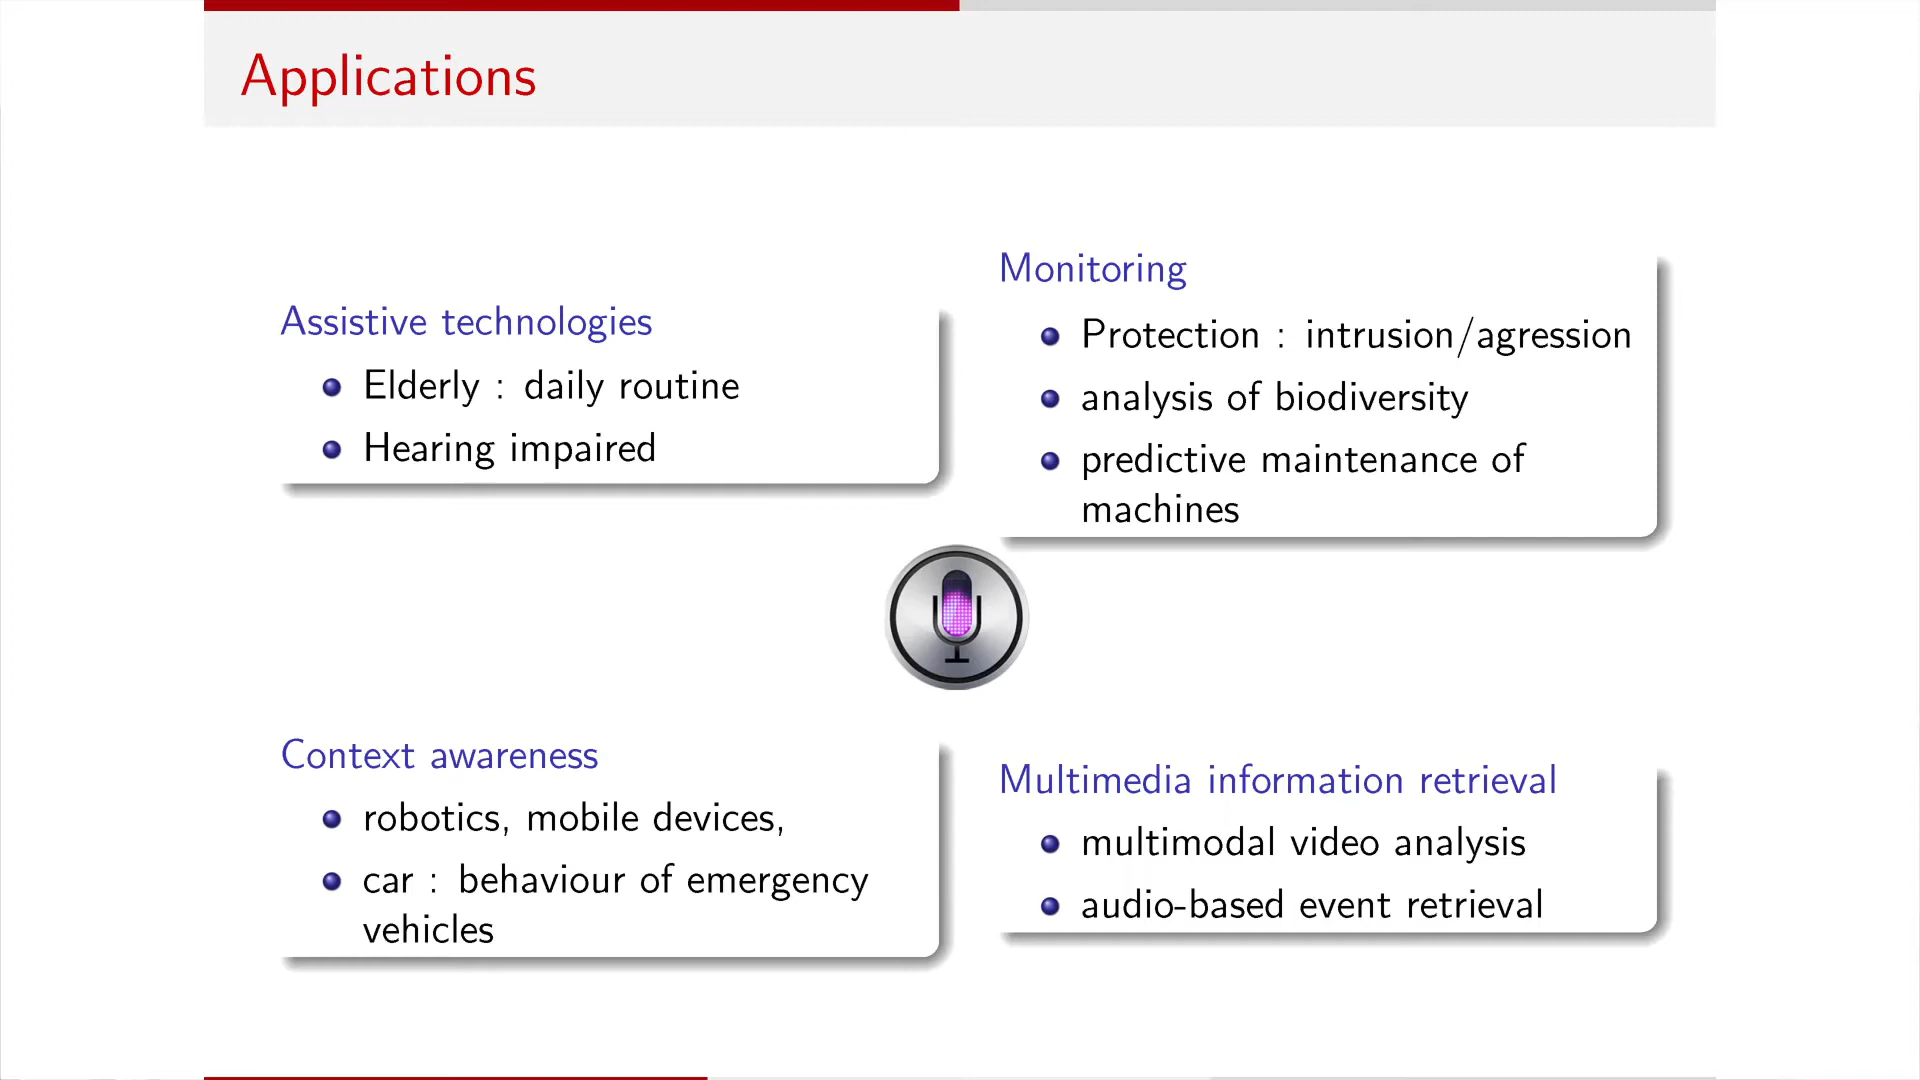 Applications
Assistive technologies
Elderly : daily routine
Hearing impaired
Monitoring
Protection : intrusion/agression
analysis of biodiversity
predictive maintenance of
machines
Context awareness
robotics, mobile devices,
car : behaviour of emergency
vehicles
Multimedia information retrieval
multimodal video analysis
audio-based event retrieval